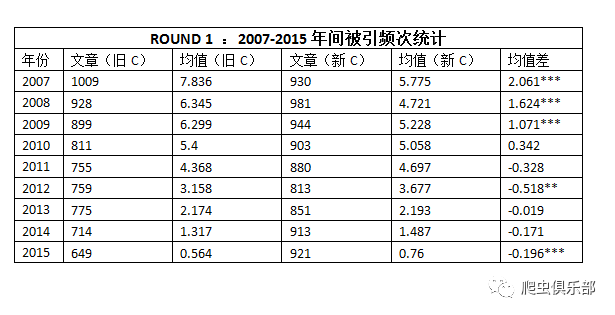 ROUND 1 ：2007-2015 年间被引频次统计
年份 文章（旧 C） 均值（旧 C） 文章（新 C） 均值（新 C） 均值差
2007 1009 7.836 930 5.775 2.061***
2008 928 6.345 981 4.721 1.624***
2009 899 6.299 944 5.228 1.071***
2010 811 5.4 903 5.058 0.342
2011 755 4.368 880 4.697 -0.328
2012 759 3.158 813 3.677 -0.518**
2013 775 2.174 851 2.193 -0.019
2014 714 1.317 913 1.487 -0.171
2015 649 0.564 921 0.76 -0.196***
爬虫俱乐部